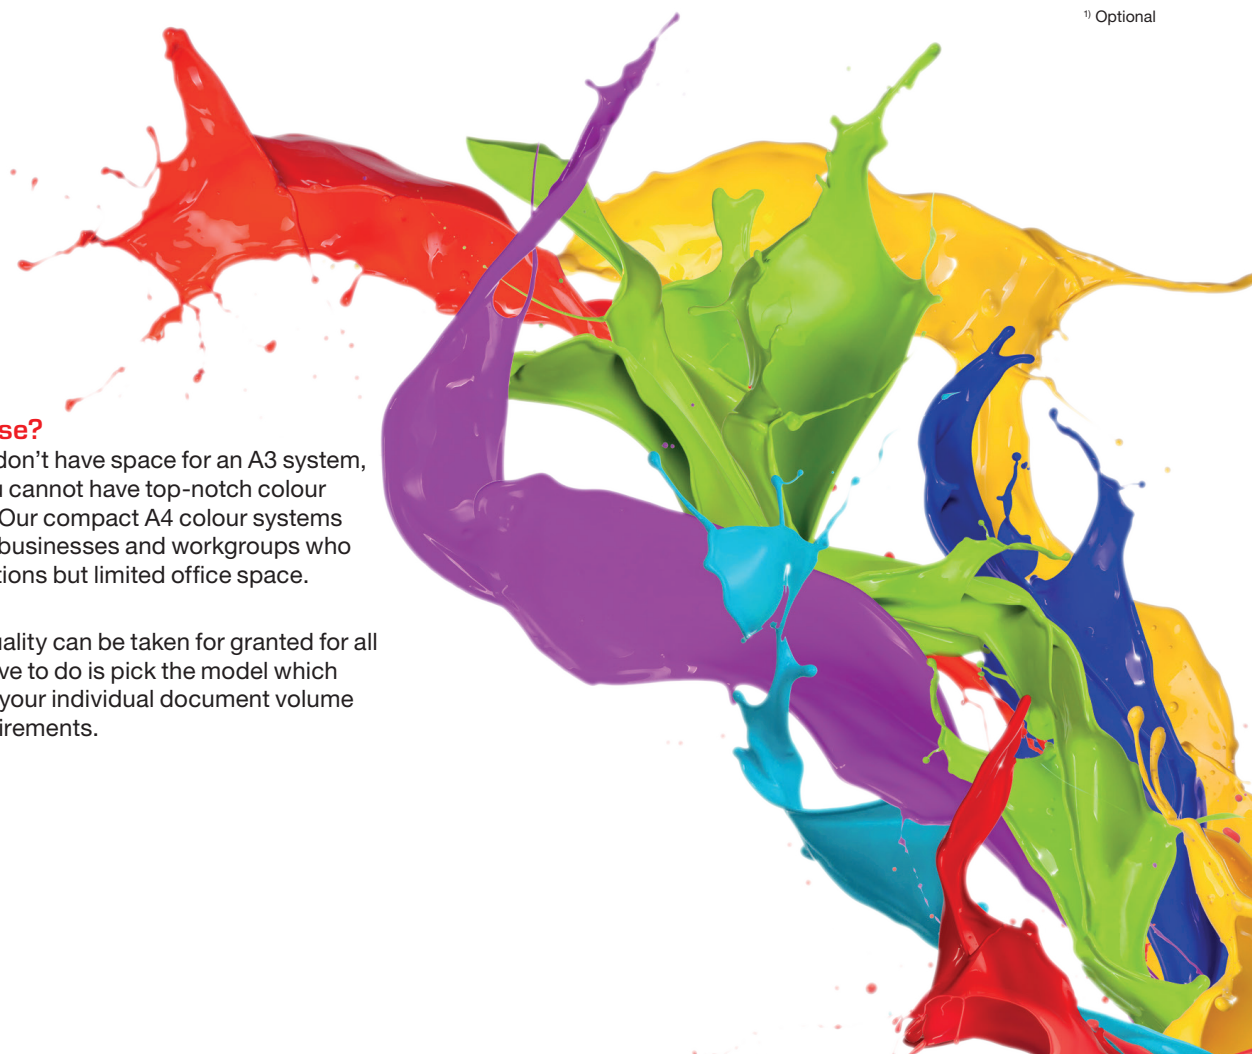 ¹⁾ Optional
se?
don’t have space for an A3 system,
cannot have top-notch colour
Our compact A4 colour systems
businesses and workgroups who
tions but limited office space.
uality can be taken for granted for all
ve to do is pick the model which
your individual document volume
irements.